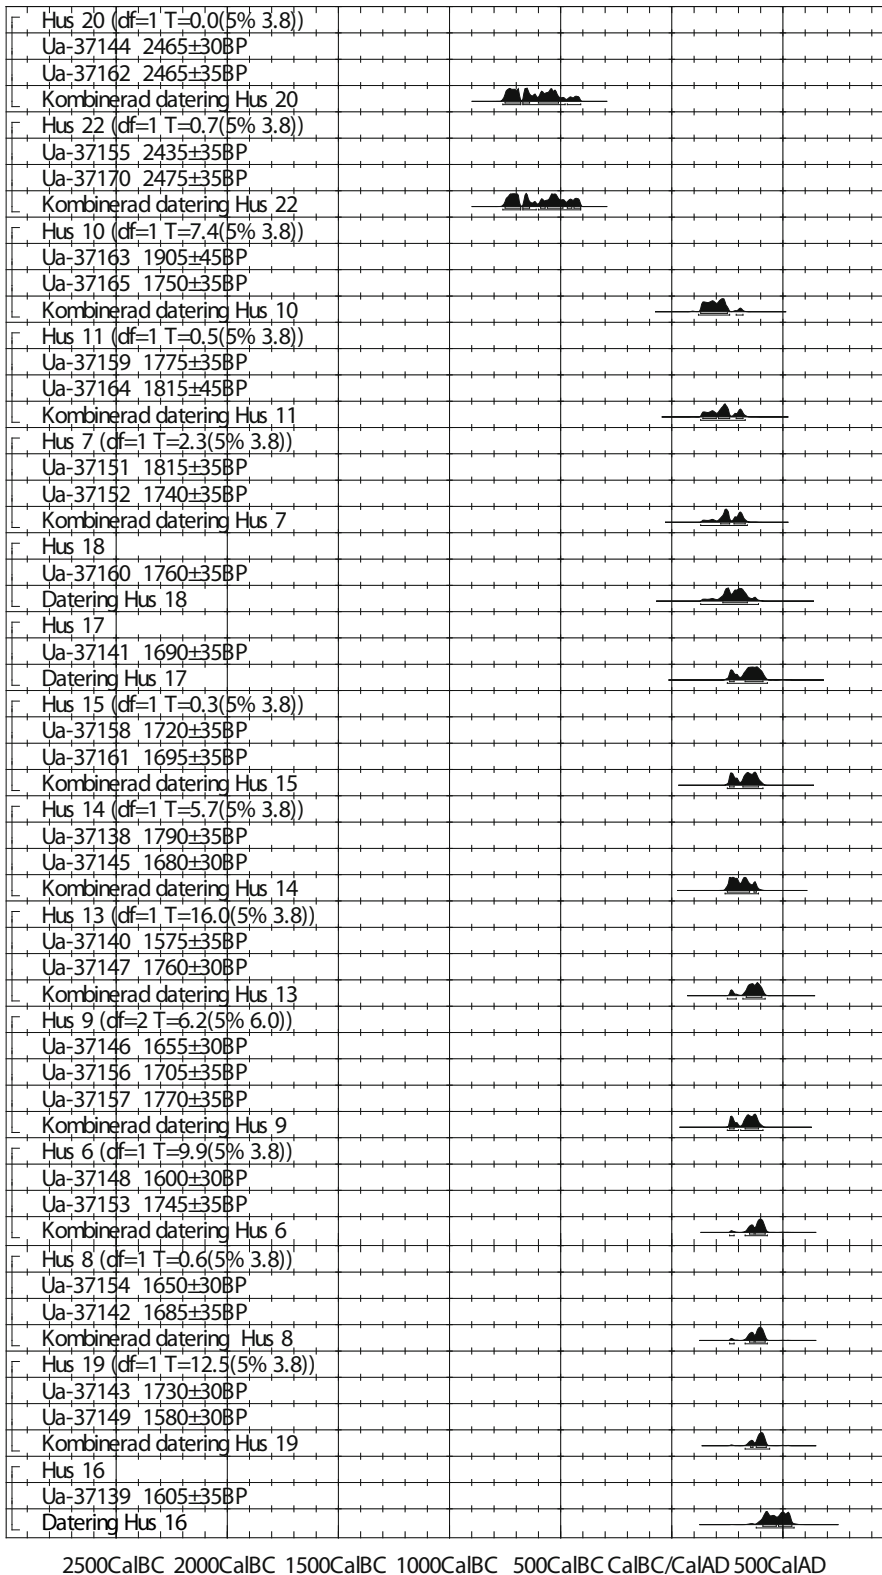 Hus 20 (df=1 T=0.0(5% 3.8))
Ua-37144 2465±30BP
Ua-37162 2465±35BP
Kombinerad datering Hus 20
Hus 22 (df=1 T=0.7(5% 3.8))
Ua-37155 2435±35BP
Ua-37170 2475±35BP
Kombinerad datering Hus 22
Hus 10 (df=1 T=7.4(5% 3.8))
Ua-37163 1905±45BP
Ua-37165 1750±35BP
Kombinerad datering Hus 10
Hus 11 (df=1 T=0.5(5% 3.8))
Ua-37159 1775±35BP
Ua-37164 1815±45BP
Kombinerad datering Hus 11
Hus 7 (df=1 T=2.3(5% 3.8))
Ua-37151 1815±35BP
Ua-37152 1740±35BP
Kombinerad datering Hus 7
Hus 18
Ua-37160 1760±35BP
Datering Hus 18
Hus 17
Ua-37141 1690±35BP
Datering Hus 17
Hus 15 (df=1 T=0.3(5% 3.8))
Ua-37158 1720±35BP
Ua-37161 1695±35BP
Kombinerad datering Hus 15
Hus 14 (df=1 T=5.7(5% 3.8))
Ua-37138 1790±35BP
Ua-37145 1680±30BP
Kombinerad datering Hus 14
Hus 13 (df=1 T=16.0(5% 3.8))
Ua-37140 1575±35BP
Ua-37147 1760±30BP
Kombinerad datering Hus 13
Hus 9 (df=2 T=6.2(5% 6.0))
Ua-37146 1655±30BP
Ua-37156 1705±35BP
Ua-37157 1770±35BP
Kombinerad datering Hus 9
Hus 6 (df=1 T=9.9(5% 3.8))
Ua-37148 1600±30BP
Ua-37153 1745±35BP
Kombinerad datering Hus 6
Hus 8 (df=1 T=0.6(5% 3.8))
Ua-37154 1650±30BP
Ua-37142 1685±35BP
Kombinerad datering Hus 8
Hus 19 (df=1 T=12.5(5% 3.8))
Ua-37143 1730±30BP
Ua-37149 1580±30BP
Kombinerad datering Hus 19
Hus 16
Ua-37139 1605±35BP
Datering Hus 16
2500CalBC 2000CalBC 1500CalBC 1000CalBC 500CalBC CalBC/CalAD 500CalAD